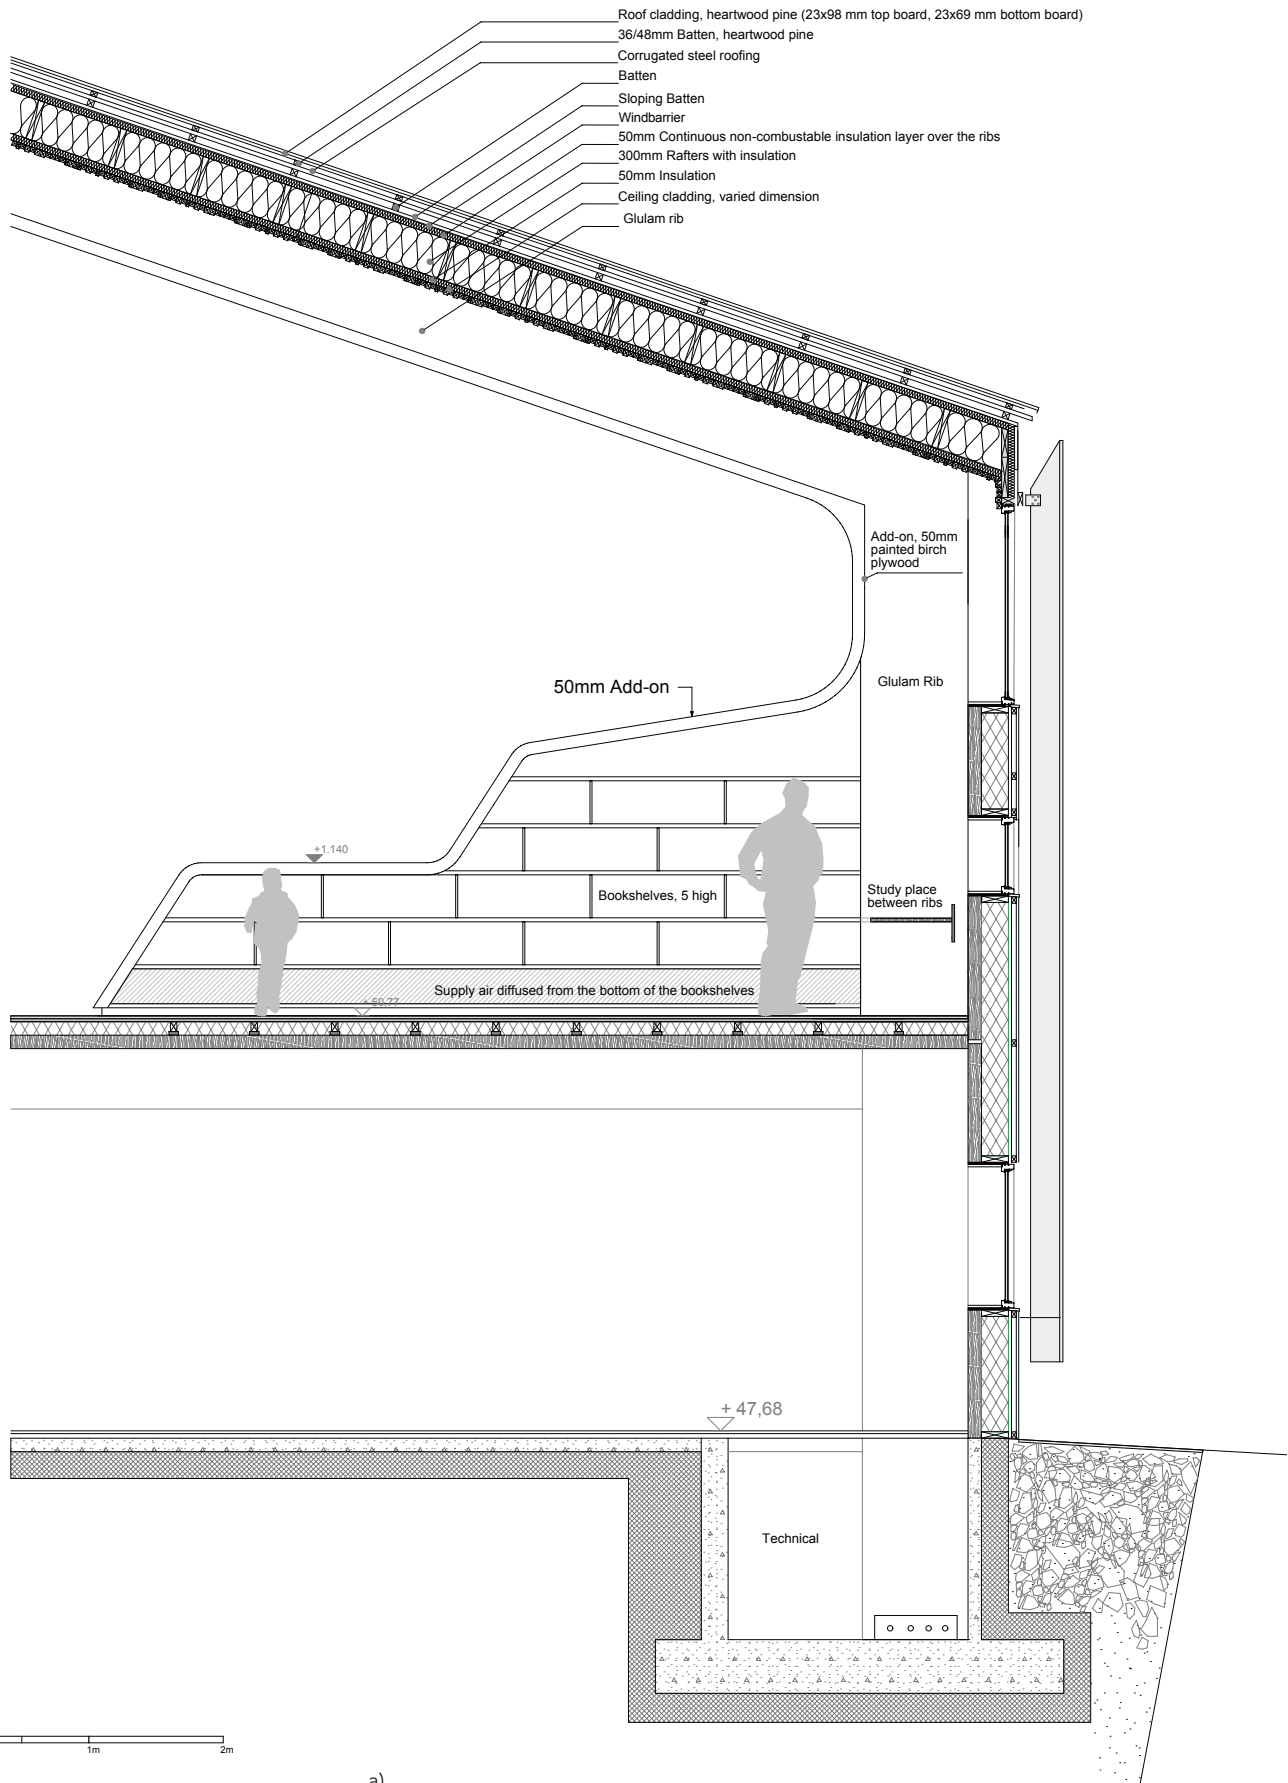 Roof cladding, heartwood pine (23x98 mm top board, 23x69 mm bottom board)
36/48mm Batten, heartwood pine
Corrugated steel roofing
Batten
Sloping Batten
Windbarrier
50mm Continuous non-combustable insulation layer over the ribs
300mm Rafters with insulation
50mm Insulation
Ceiling cladding, varied dimension
Glulam rib
Add-on, 50mm
painted birch
plywood
50mm Add-on
Glulam Rib
+1.140
Bookshelves, 5 high
Study place
between ribs
Supply air diffused from the bottom of the bookshelves
+ 50,77
+ 47,68
Technical
1m
2m
a)